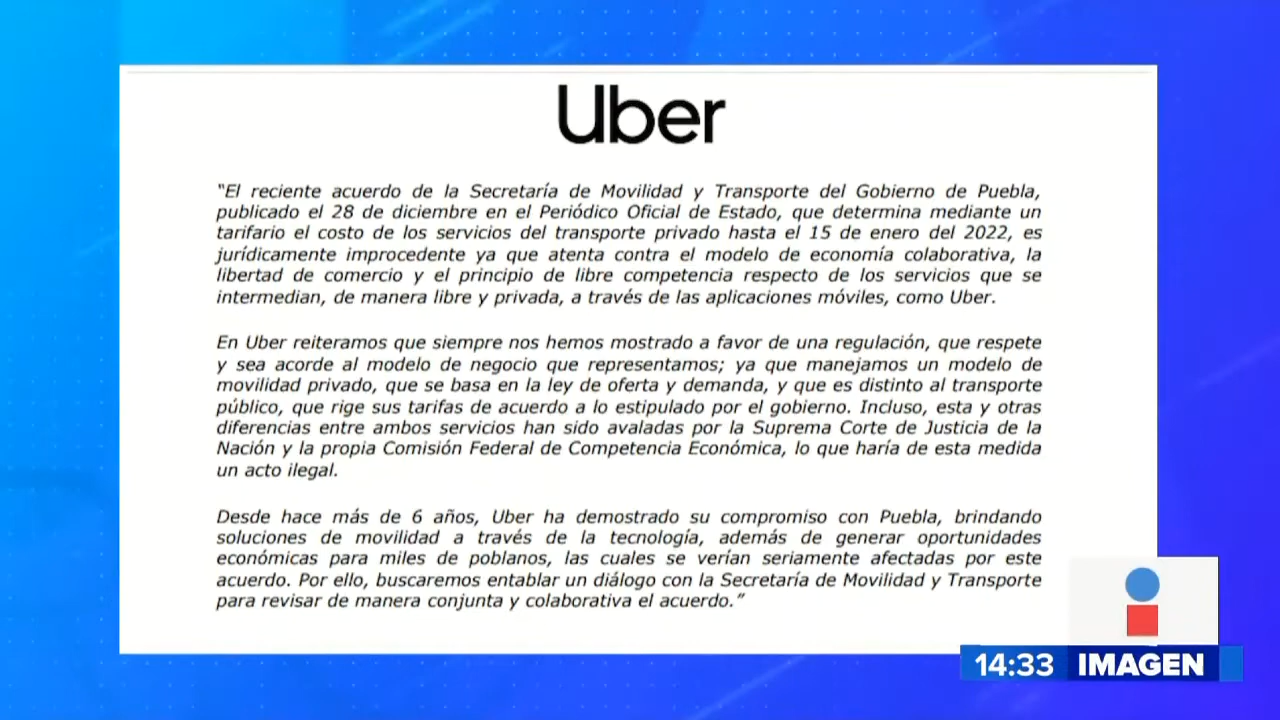 Uber
“El reciente acuerdo de la Secretaría de Movilidad y Transporte del Gobierno de Puebla,
publicado el 28 de diciembre en el Periódico Oficial de Estado, que determina mediante un
tarifario el costo de los servicios del transporte privado hasta el 15 de enero del 2022, es
jurídicamente improcedente ya que atenta contra el modelo de economía colaborativa, la
libertad de comercio y el principio de libre competencia respecto de los servicios que se
intermedian, de manera libre y privada, a través de las aplicaciones móviles, como Uber.
En Uber reiteramos que siempre nos hemos mostrado a favor de una regulación, que respete
y sea acorde al modelo de negocio que representamos; ya que manejamos un modelo de
movilidad privado, que se basa en la ley de oferta y demanda, y que es distinto al transporte
público, que rige sus tarifas de acuerdo a lo estipulado por el gobierno. Incluso, esta y otras
diferencias entre ambos servicios han sido avaladas por la Suprema Corte de Justicia de la
Nación y la propia Comisión Federal de Competencia Económica, lo que haría de esta medida
un acto ilegal.
Desde hace más de 6 años, Uber ha demostrado su compromiso con Puebla, brindando
soluciones de movilidad a través de la tecnología, además de generar oportunidades
económicas para miles de poblanos, las cuales se verían seriamente afectadas por este
acuerdo. Por ello, buscaremos entablar un diálogo con la Secretaría de Movilidad y Transporte
para revisar de manera conjunta y colaborativa el acuerdo.”
14:33 IMAGEN